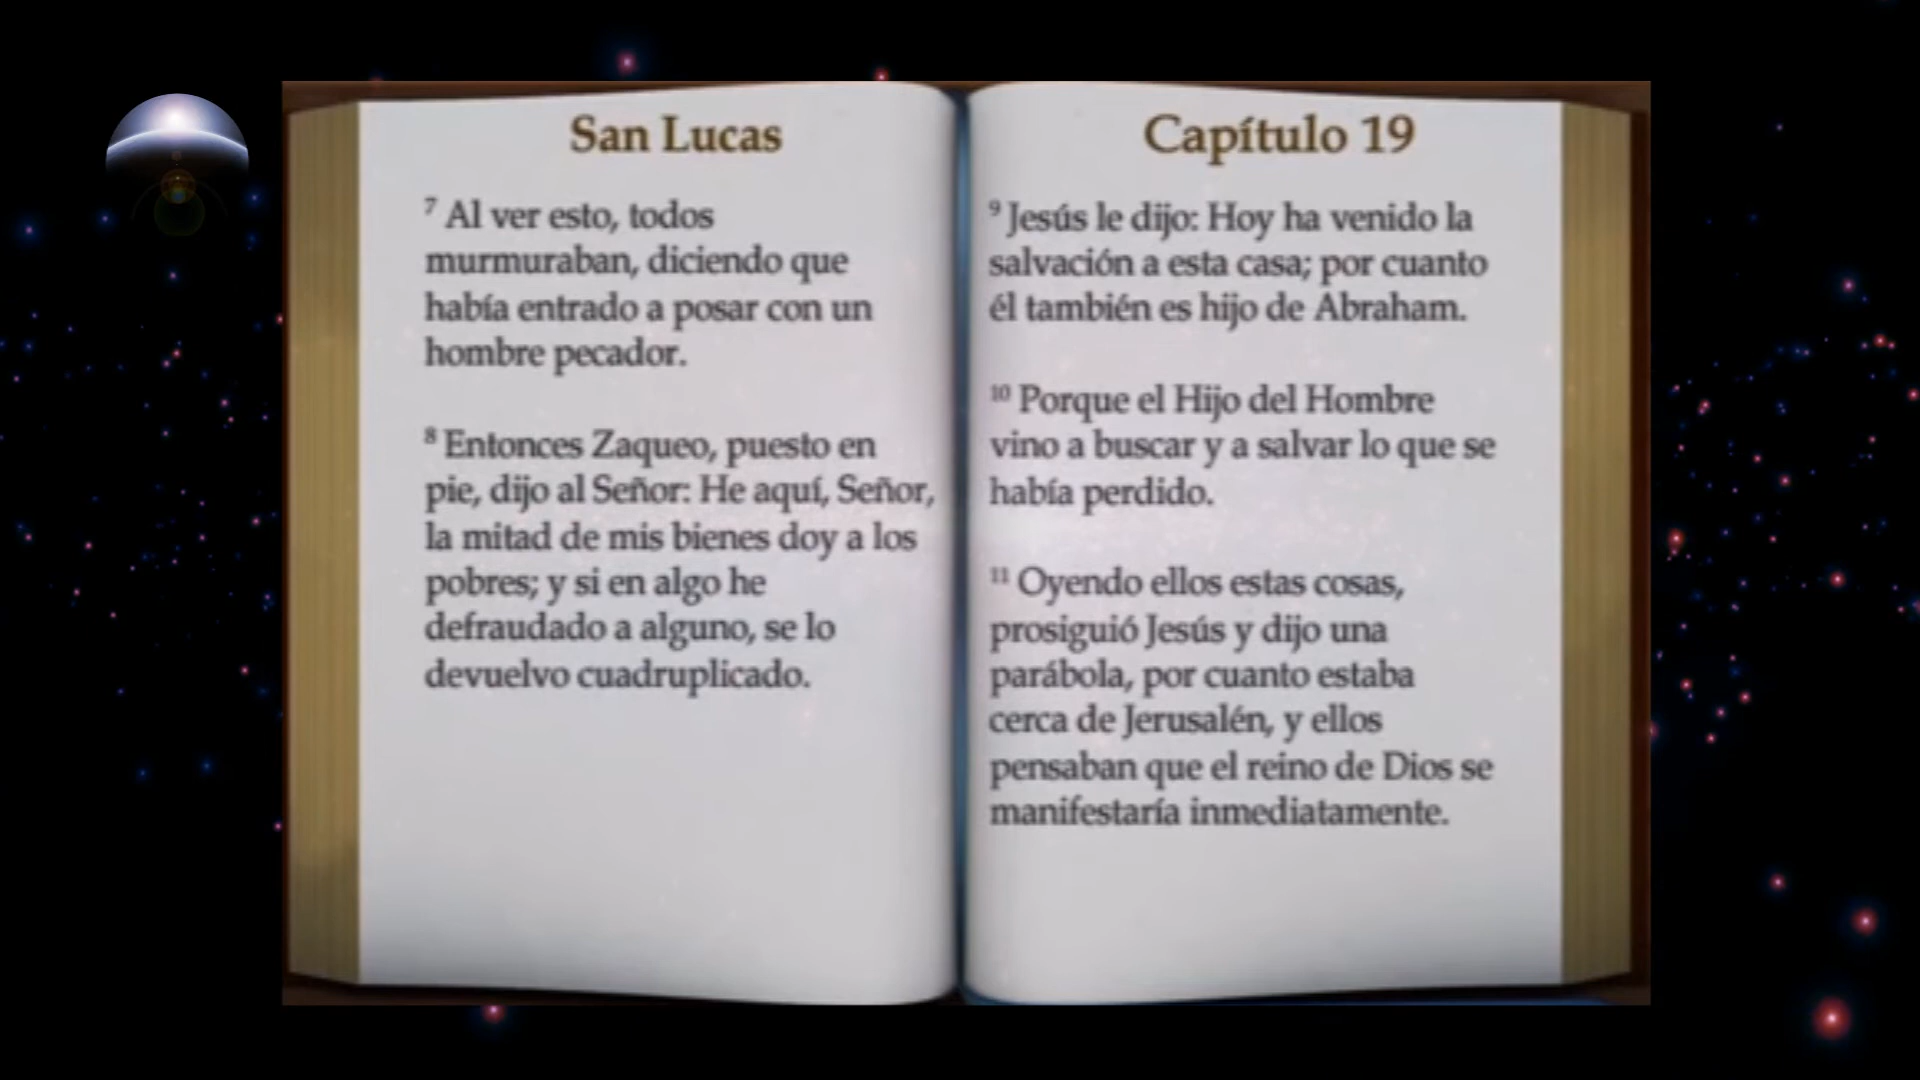 San Lucas
7 Al ver esto, todos
murmuraban, diciendo que
había entrado a posar con un
hombre pecador.
8 Entonces Zaqueo, puesto en
pie, dijo al Señor: He aquí, Señor,
la mitad de mis bienes doy a los
pobres; y si en algo he
defraudado a alguno, se lo
devuelvo cuadruplicado.
Capítulo 19
9 Jesús le dijo: Hoy ha venido la
salvación a esta casa; por cuanto
él también es hijo de Abraham.
10 Porque el Hijo del Hombre
vino a buscar y a salvar lo que se
había perdido.
11 Oyendo ellos estas cosas,
prosiguió Jesús y dijo una
parábola, por cuanto estaba
cerca de Jerusalén, y ellos
pensaban que el reino de Dios se
manifestaría inmediatamente.